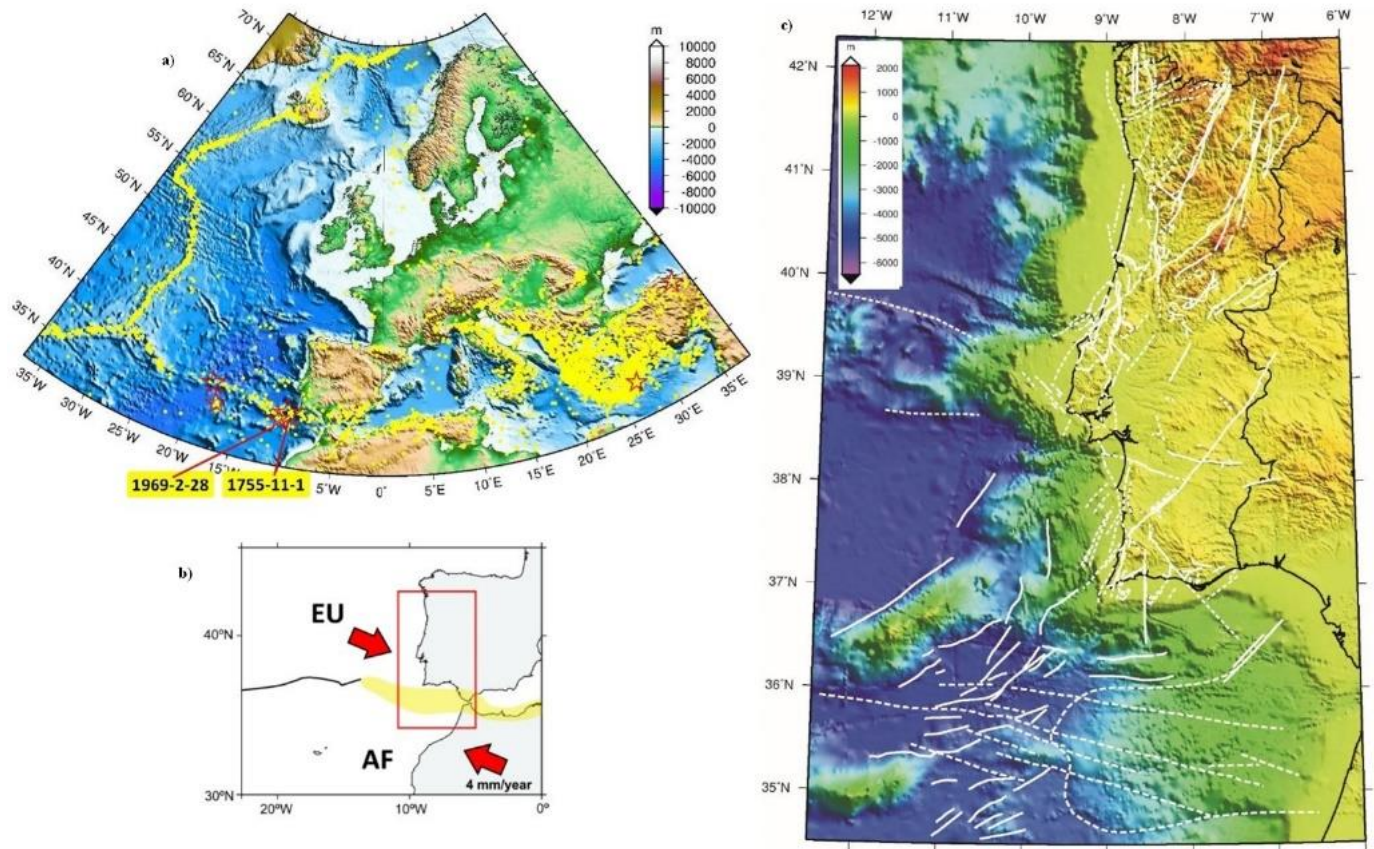 a)
70°N
65°N
60°N
55°N
50°N
45°N
40°N
35°N
35°W
30°W
25°W
20°W
15°W
5°W
0°
5°E
10°E
15°E
20°E
25°E
30°E
35°E
m
10000
8000
6000
4000
2000
0
-2000
-4000
-6000
-8000
-10000
1969-2-28
1755-11-1
b)
EU
AF
4 mm/year
40°N
30°N
20°W
10°W
0°
c)
12°W
11°W
10°W
9°W
8°W
7°W
6°W
m
2000
1000
0
-1000
-2000
-3000
-4000
-5000
-6000
42°N
41°N
40°N
39°N
38°N
37°N
36°N
35°N